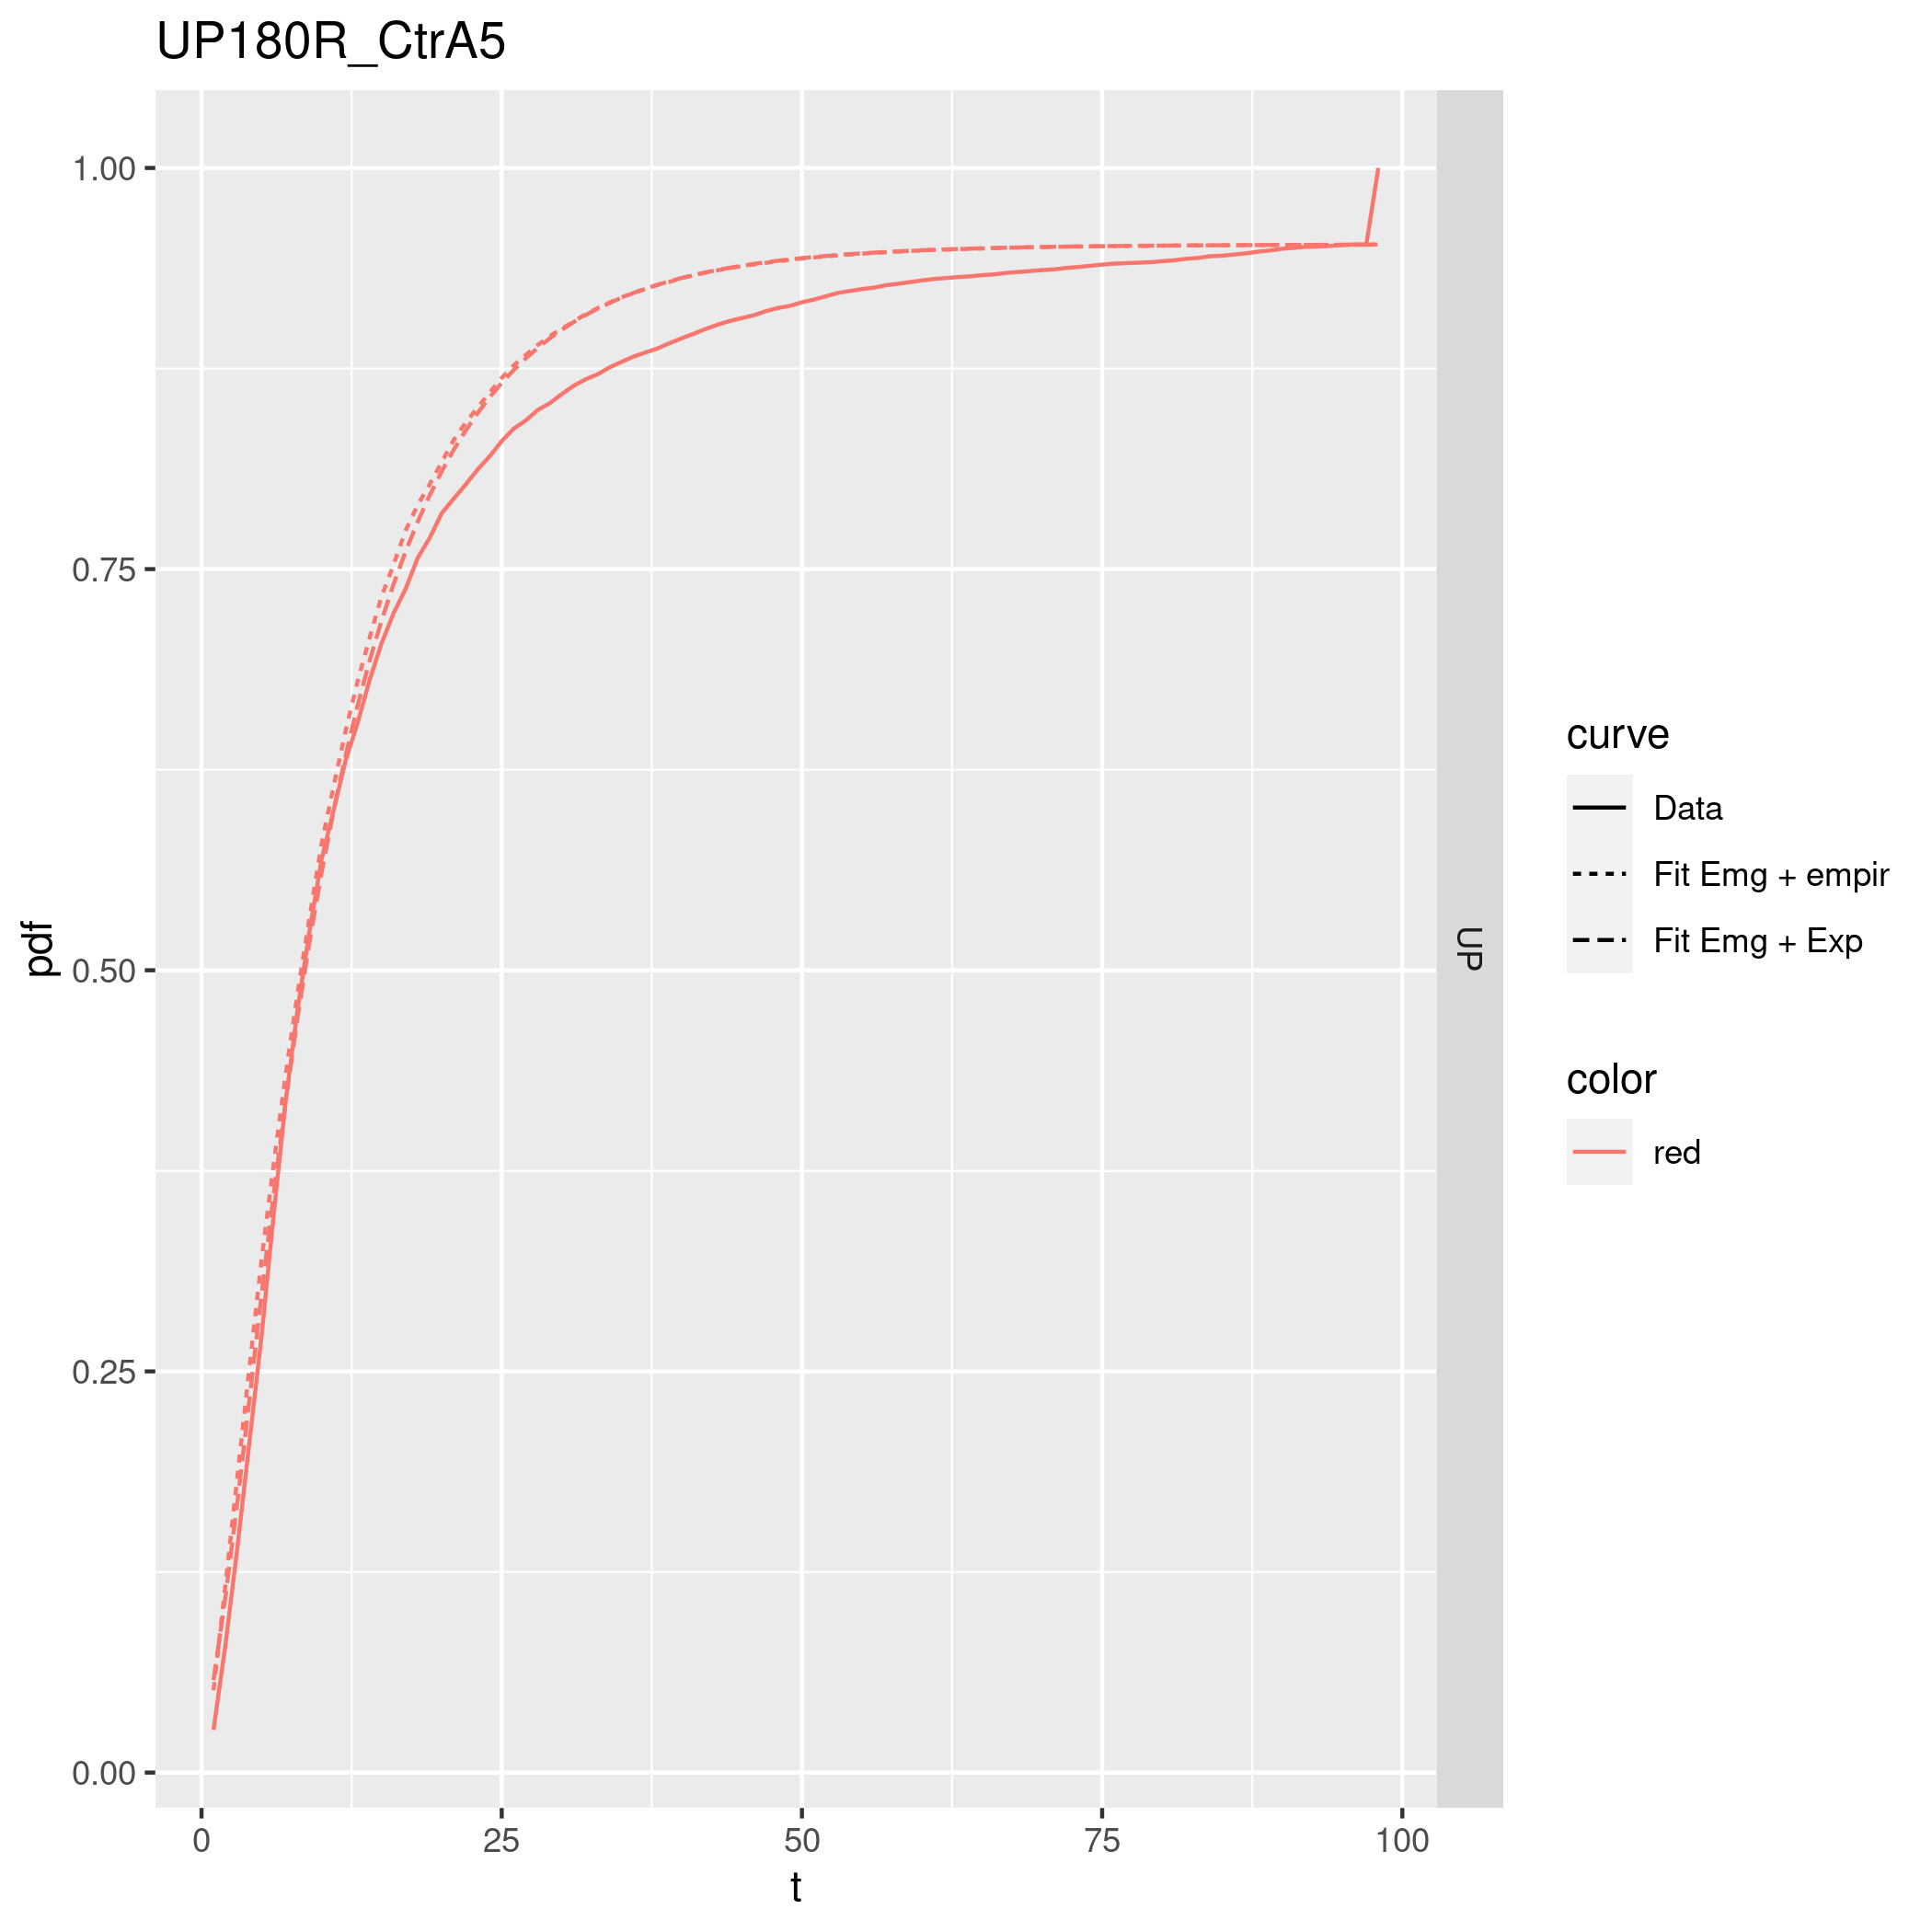 UP180R_CtrA5
1.00
0.75
0.50
0.25
0.00
pdf
0
25
50
75
100
t
UP
curve
Data
Fit Emg + empir
Fit Emg + Exp
color
red